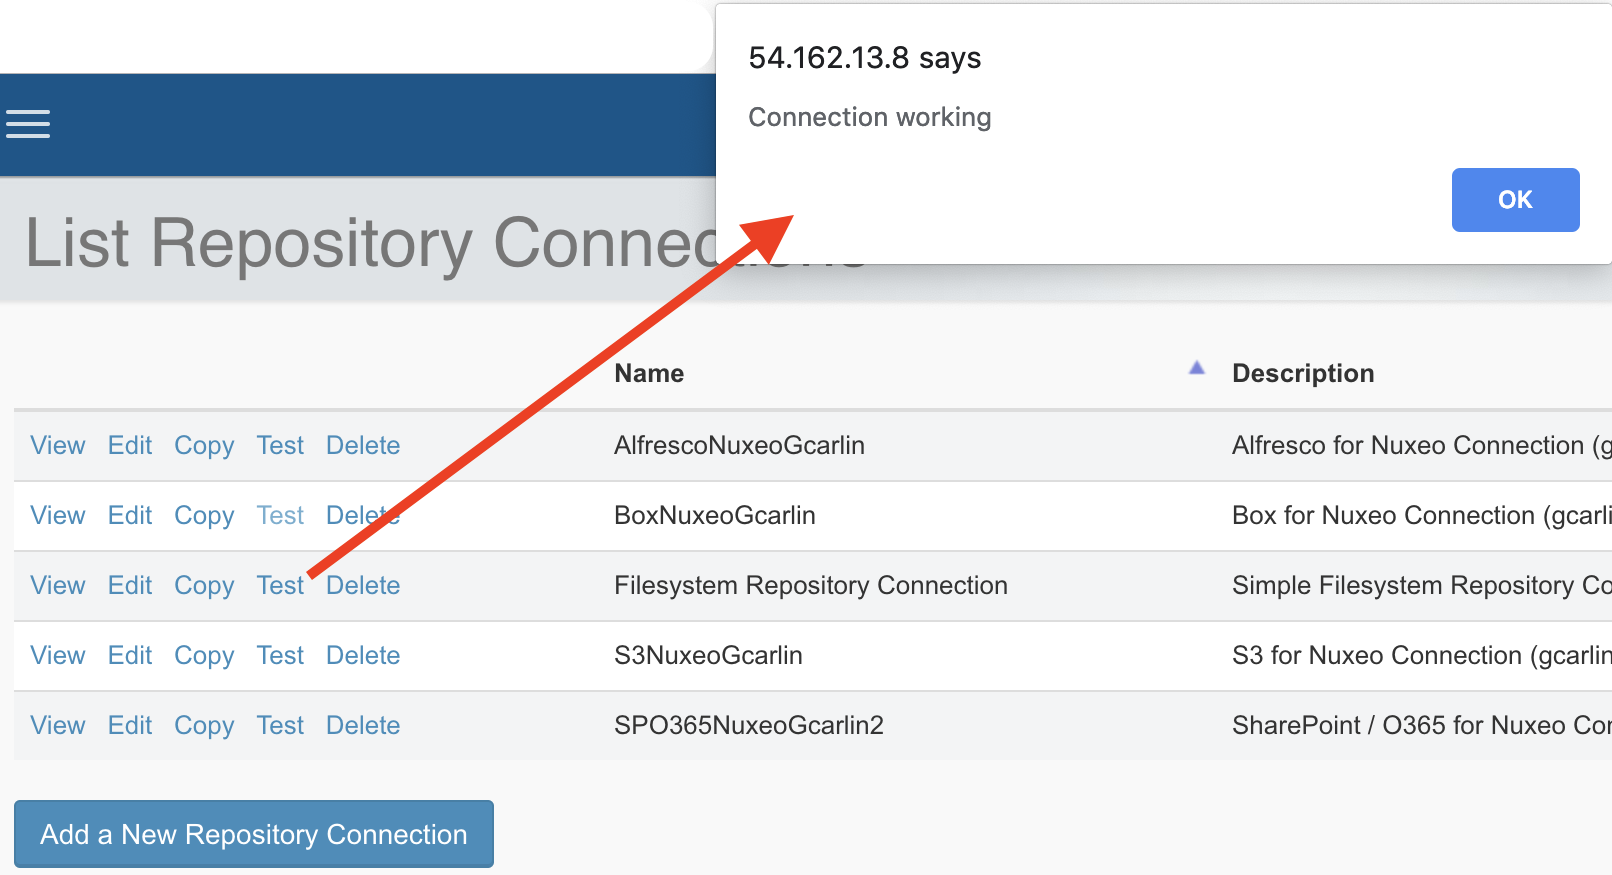 54.162.13.8 says
Connection working
OK
List Repository Connections
Name Description
View Edit Copy Test Delete AlfrescoNuxeoGcarlin Alfresco for Nuxeo Connection (g
View Edit Copy Test Delete BoxNuxeoGcarlin Box for Nuxeo Connection (gcarli
View Edit Copy Test Delete Filesystem Repository Connection Simple Filesystem Repository Co
View Edit Copy Test Delete S3NuxeoGcarlin S3 for Nuxeo Connection (gcarlin
View Edit Copy Test Delete SPO365NuxeoGcarlin2 SharePoint / O365 for Nuxeo Con
Add a New Repository Connection